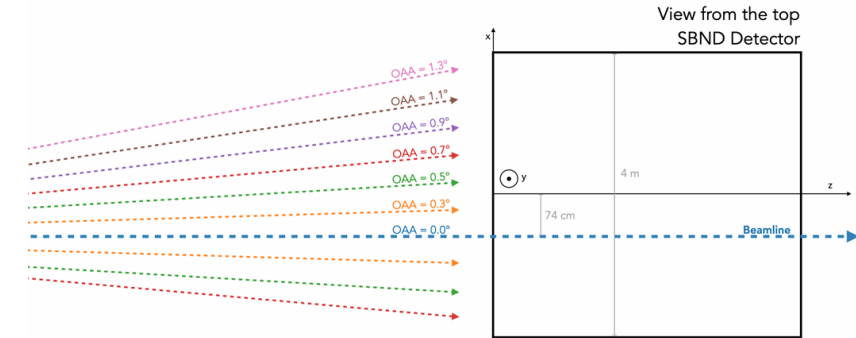 View from the top
SBND Detector
x
OAA = 1.3°
OAA = 1.1°
OAA = 0.9°
OAA = 0.7°
OAA = 0.5°
OAA = 0.3°
OAA = 0.0°
y
4 m
z
74 cm
Beamline